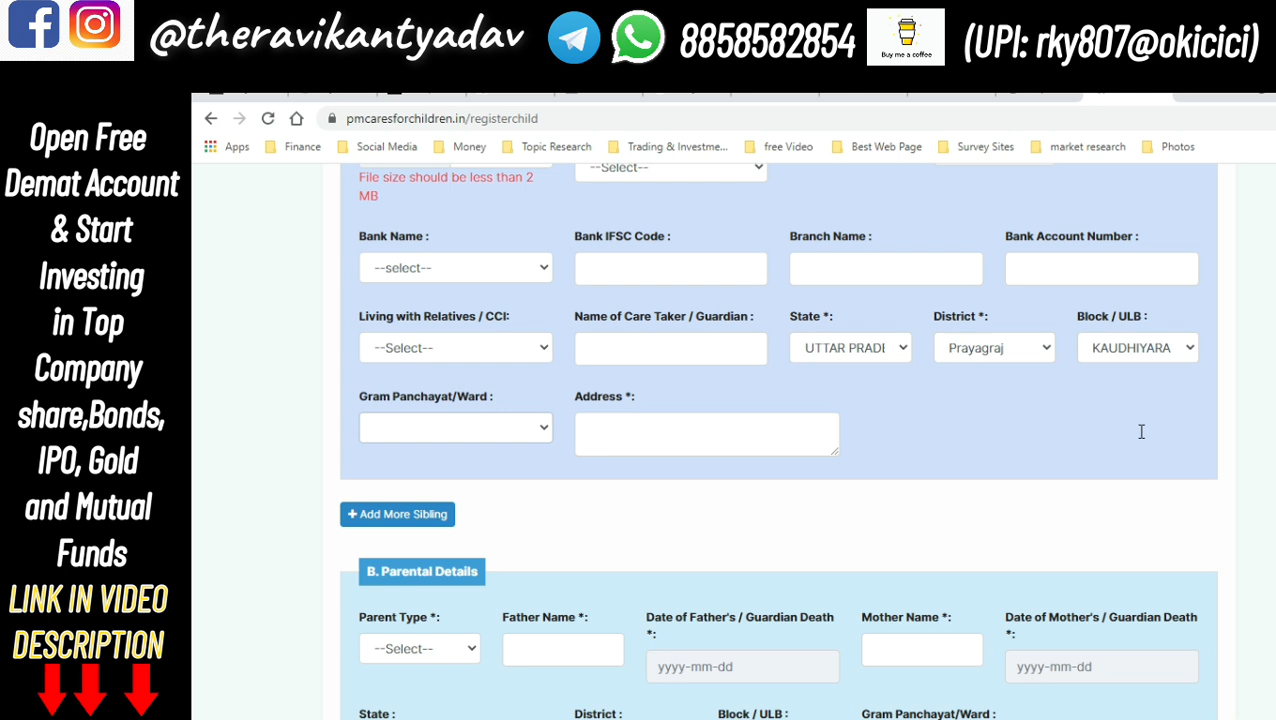 @theravikantyadav 8858582854 Buy me a coffee (UPI: rky807@okicici)
Open Free
Demat Account
& Start
Investing
in Top
Company
share,Bonds,
IPO, Gold
and Mutual
Funds
LINK IN VIDEO
DESCRIPTION
pmcaresforchildren.in/registerchild
Apps Finance Social Media Money Topic Research Trading & Investme... free Video Best Web Page Survey Sites market research Photos
--Select--
File size should be less than 2
MB
Bank Name : Bank IFSC Code : Branch Name : Bank Account Number :
--select--
Living with Relatives / CCI: Name of Care Taker / Guardian : State *: District *: Block / ULB :
--Select-- UTTAR PRADE Prayagraj KAUDHIYARA
Gram Panchayat/Ward : Address *:
+ Add More Sibling
B. Parental Details
Parent Type *: Father Name *: Date of Father's / Guardian Death *: Mother Name *: Date of Mother's / Guardian Death *:
--Select-- yyyy-mm-dd yyyy-mm-dd
State : District : Block / ULB : Gram Panchayat/Ward :